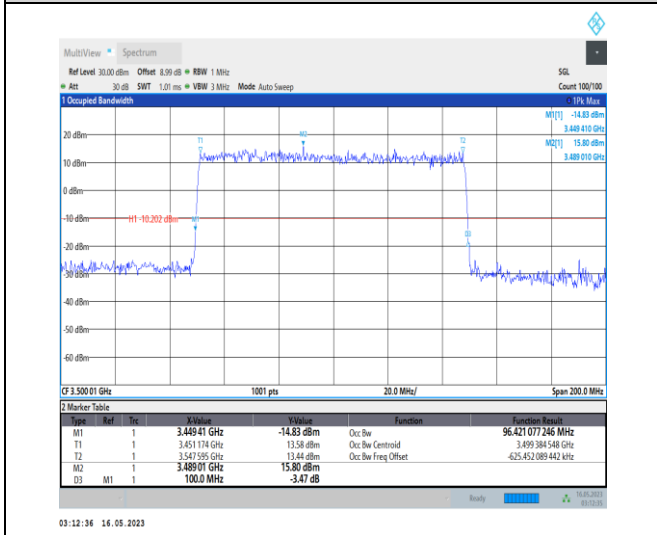 MultiView Spectrum
Ref Level 30.00 dBm Offset 8.99 dB RBW 1 MHz SGL
Att 30 dB SWT 1.01 ms VBW 3 MHz Mode Auto Sweep Count 100/100
1 Occupied Bandwidth 1Pk Max
M1[1] -14.83 dBm
3.449 410 GHz
M2[1] 15.80 dBm
3.489 010 GHz
20 dBm
T1 M2 T2
10 dBm
0 dBm
-10 dBm H1 -10.202 dBm M1
D3
-20 dBm
-30 dBm
-40 dBm
-50 dBm
-60 dBm
CF 3.500 01 GHz 1001 pts 20.0 MHz/ Span 200.0 MHz
2 Marker Table
Type Ref Trc X-Value Y-Value Function Function Result
M1 1 3.449 41 GHz -14.83 dBm Occ Bw 96.421 077 246 MHz
T1 1 3.451 174 GHz 13.58 dBm Occ Bw Centroid 3.499 384 548 GHz
T2 1 3.547 595 GHz 13.44 dBm Occ Bw Freq Offset -625.452 089 442 kHz
M2 1 3.489 01 GHz 15.80 dBm
D3 M1 1 100.0 MHz -3.47 dB
Ready 16.05.2023
03:12:35
03:12:36 16.05.2023